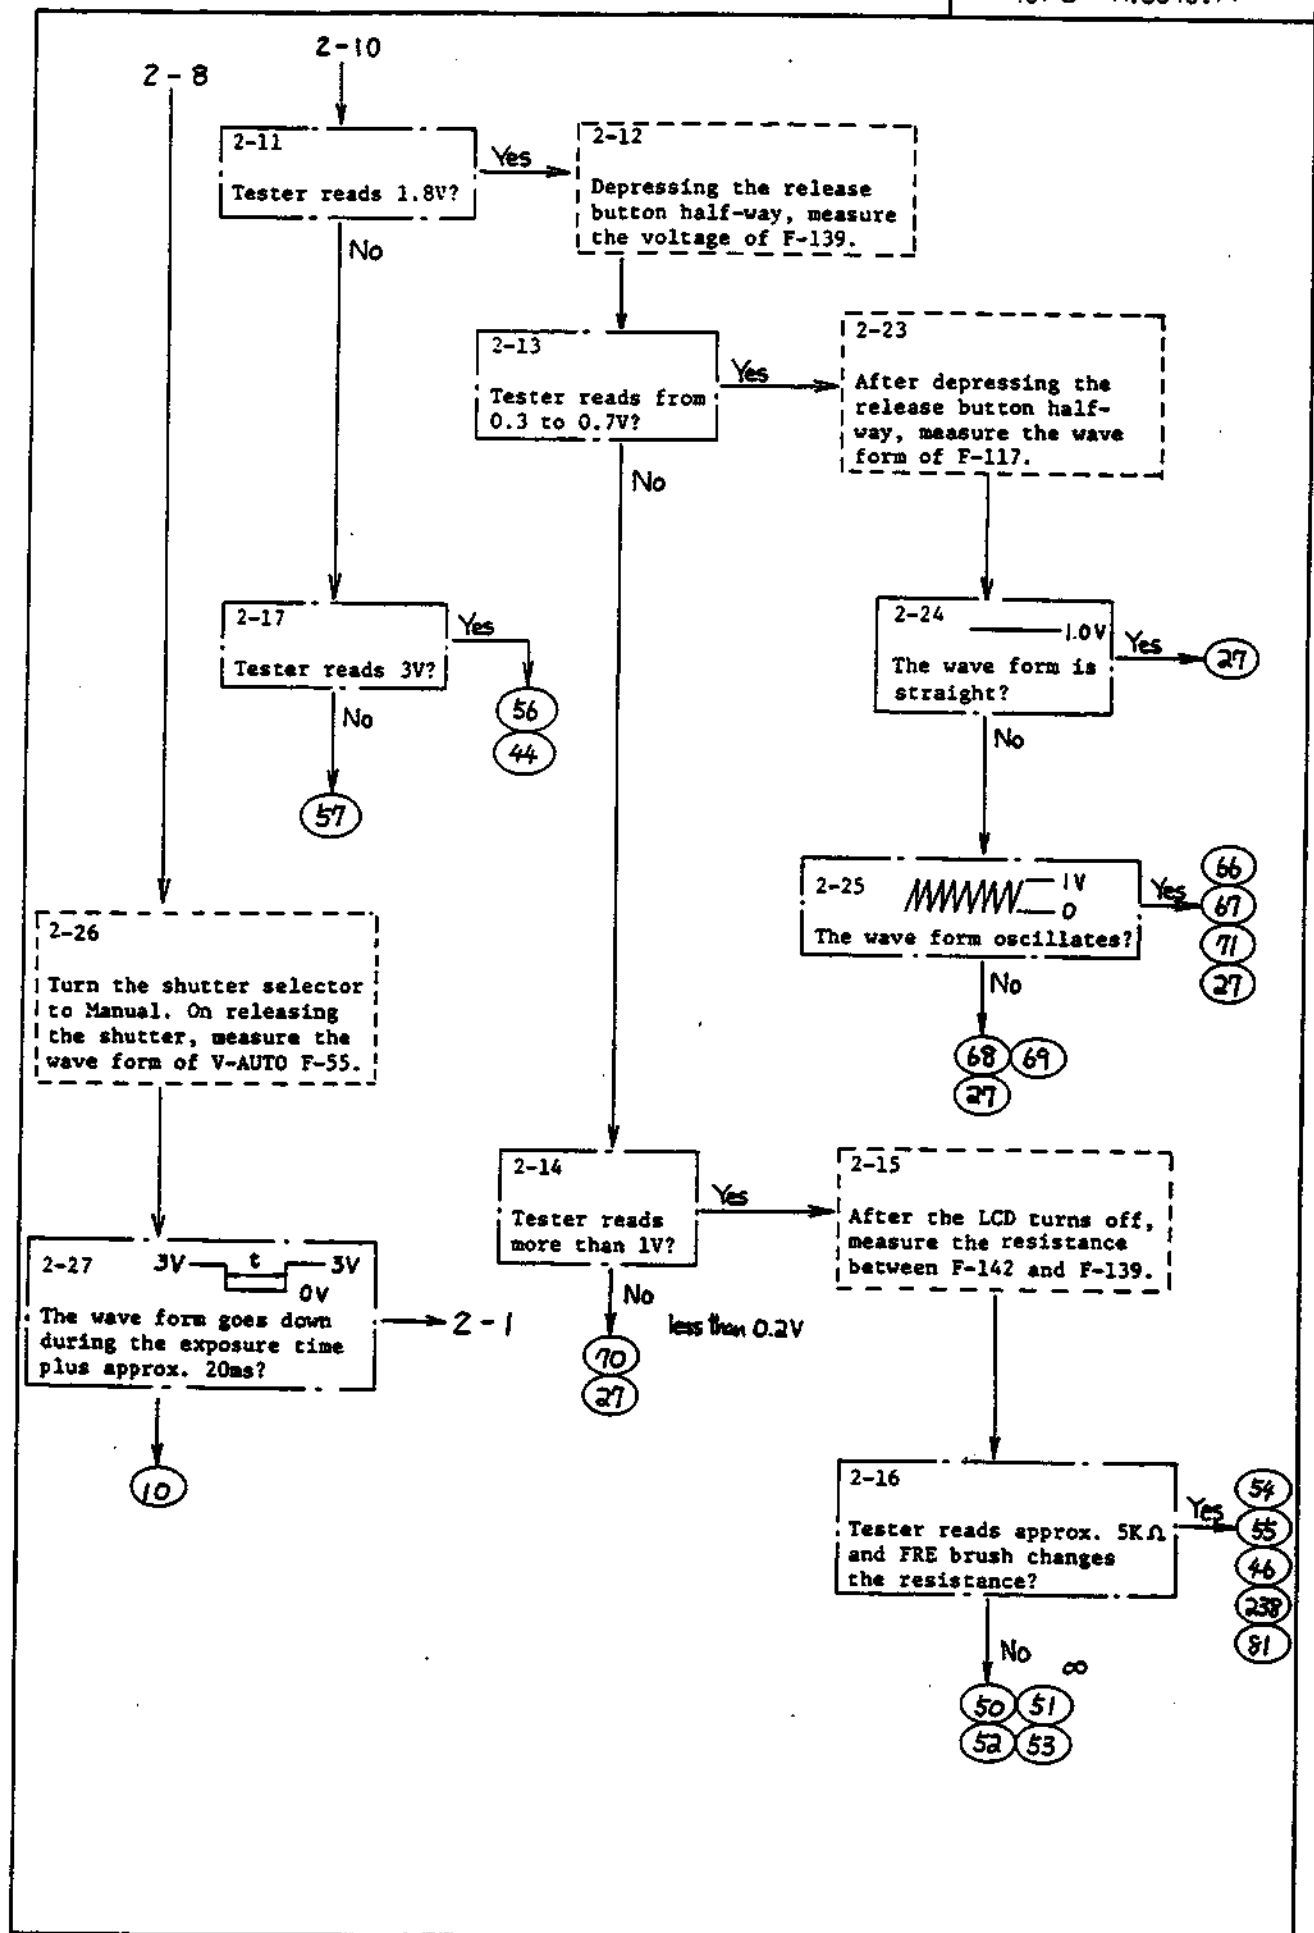 2-10
2-8
2-11
Tester reads 1.8V?
Yes
No
2-12
Depressing the release
button half-way, measure
the voltage of F-139.
2-13
Tester reads from
0.3 to 0.7V?
Yes
No
2-23
After depressing the
release button half-
way, measure the wave
form of F-117.
2-17
Tester reads 3V?
Yes
No
56
44
57
2-24
1.0V
The wave form is
straight?
Yes
27
No
2-25
1V
0
The wave form oscillates?
Yes
66
67
71
27
No
68 69
27
2-26
Turn the shutter selector
to Manual. On releasing
the shutter, measure the
wave form of V-AUTO F-55.
2-27 3V t 3V
0V
The wave form goes down
during the exposure time
plus approx. 20ms?
2-1
10
2-14
Tester reads
more than 1V?
Yes
No
less than 0.2V
70
27
2-15
After the LCD turns off,
measure the resistance
between F-142 and F-139.
2-16
Tester reads approx. 5KΩ
and FRE brush changes
the resistance?
Yes
54
55
46
238
81
No
∞
50 51
52 53